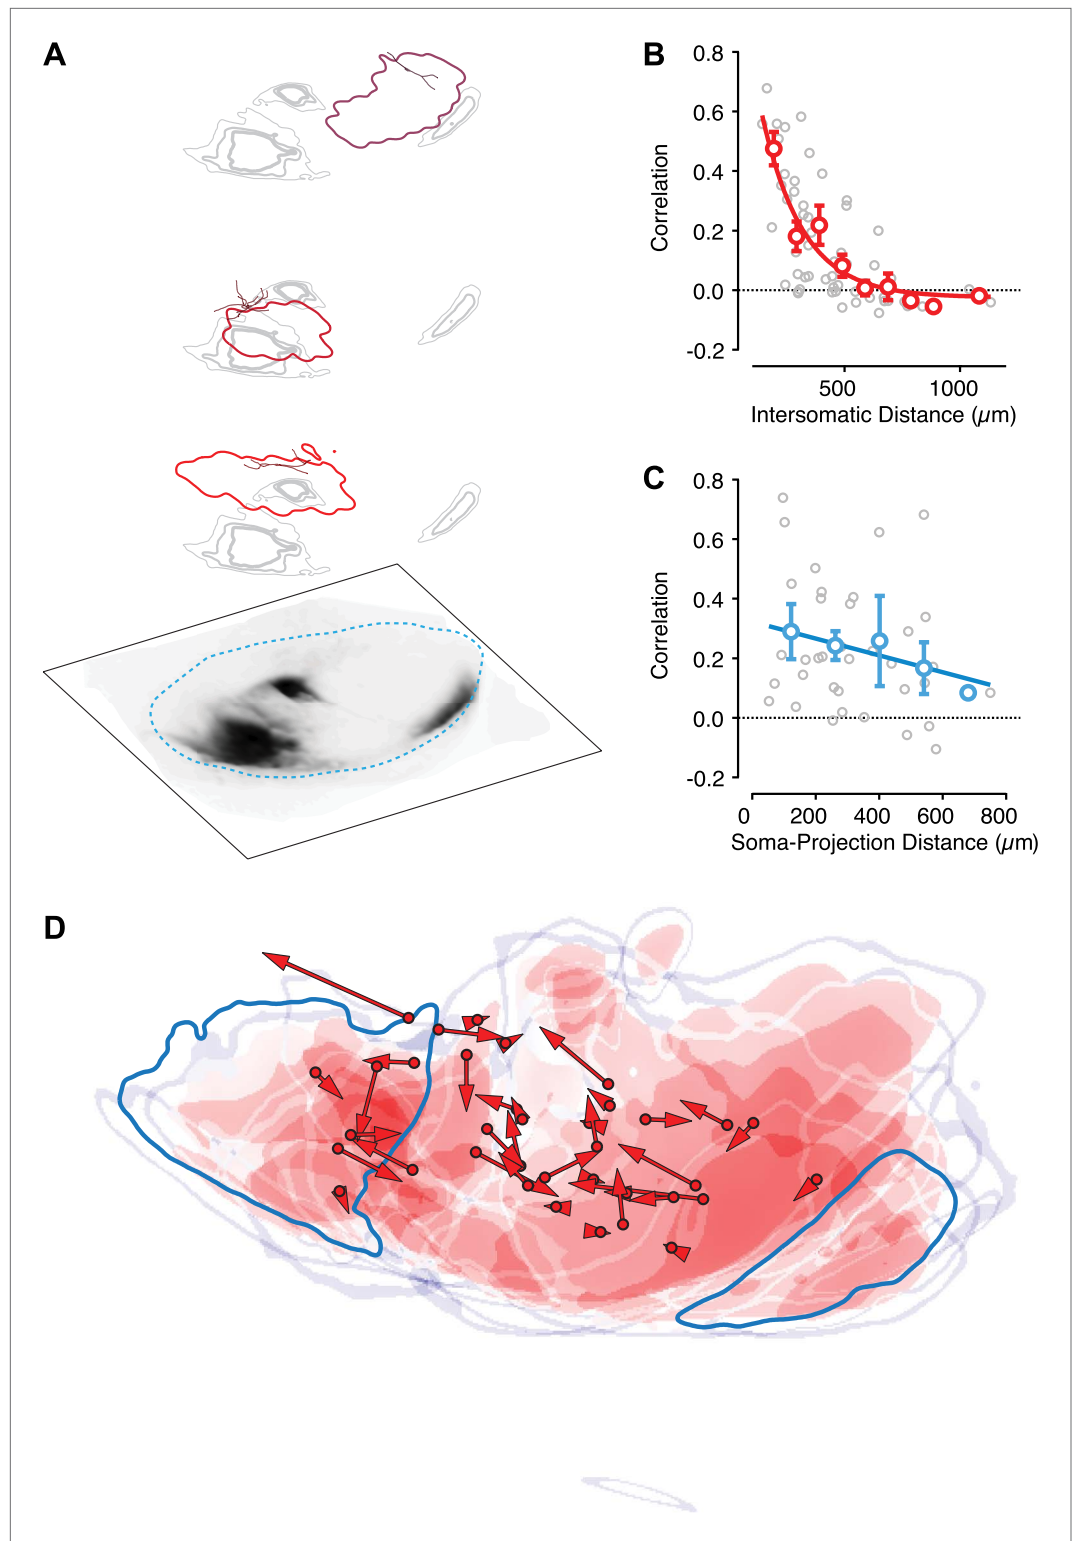 A
B
0.8
0.6
0.4
0.2
0.0
-0.2
Correlation
500 1000
Intersomatic Distance (µm)
C
0.8
0.6
0.4
0.2
0.0
-0.2
Correlation
0 200 400 600 800
Soma-Projection Distance (µm)
D